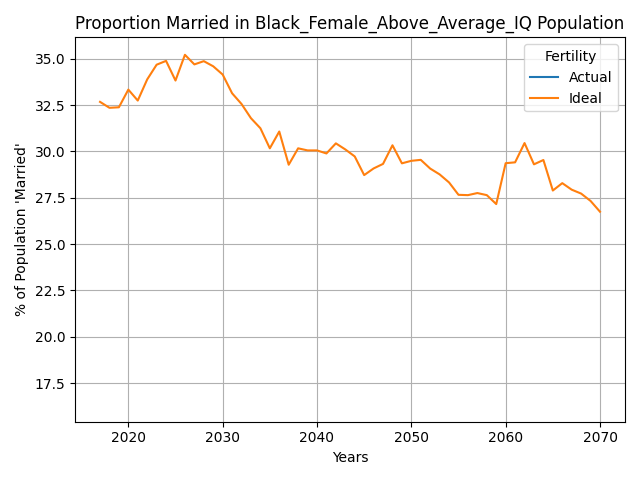 Proportion Married in Black_Female_Above_Average_IQ Population
Fertility
Actual
Ideal
% of Population 'Married'
35.0
32.5
30.0
27.5
25.0
22.5
20.0
17.5
2020 2030 2040 2050 2060 2070
Years